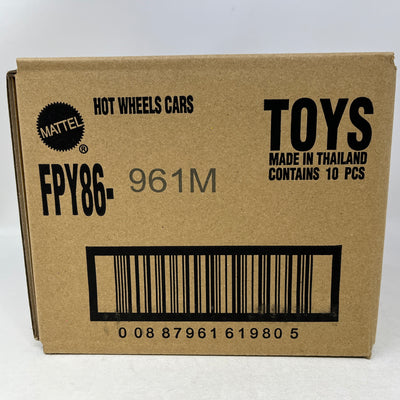 MATTEL
®
HOT WHEELS CARS
TOYS
MADE IN THAILAND
CONTAINS 10 PCS
FPY86- 961M
0 08 87961 61980 5